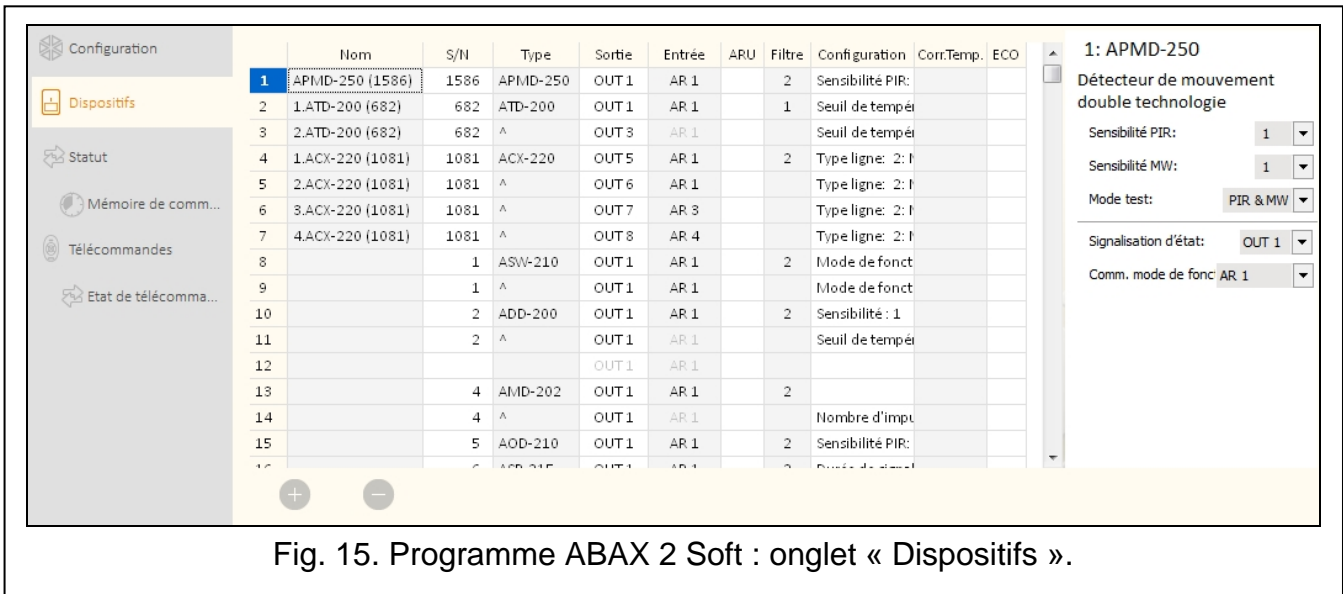 Configuration
Dispositifs
Statut
Mémoire de comm...
Télécommandes
Etat de télécomma...
Nom S/N Type Sortie Entrée ARU Filtre Configuration Corr.Temp. ECO
1 APMD-250 (1586) 1586 APMD-250 OUT 1 AR 1 2 Sensibilité PIR:
2 1.ATD-200 (682) 682 ATD-200 OUT 1 AR 1 1 Seuil de tempér
3 2.ATD-200 (682) 682 ^ OUT 3 AR 1 Seuil de tempér
4 1.ACX-220 (1081) 1081 ACX-220 OUT 5 AR 1 2 Type ligne: 2: N
5 2.ACX-220 (1081) 1081 ^ OUT 6 AR 1 Type ligne: 2: N
6 3.ACX-220 (1081) 1081 ^ OUT 7 AR 3 Type ligne: 2: N
7 4.ACX-220 (1081) 1081 ^ OUT 8 AR 4 Type ligne: 2: N
8 1 ASW-210 OUT 1 AR 1 2 Mode de fonct
9 1 ^ OUT 1 AR 1 Mode de fonct
10 2 ADD-200 OUT 1 AR 1 2 Sensibilité : 1
11 2 ^ OUT 1 AR 1 Seuil de tempér
12 OUT 1 AR 1
13 4 AMD-202 OUT 1 AR 1 2
14 4 ^ OUT 1 AR 1 Nombre d'impu
15 5 AOD-210 OUT 1 AR 1 2 Sensibilité PIR:
1: APMD-250
Détecteur de mouvement
double technologie
Sensibilité PIR: 1
Sensibilité MW: 1
Mode test: PIR & MW
Signalisation d'état: OUT 1
Comm. mode de fonc AR 1
Fig. 15. Programme ABAX 2 Soft : onglet « Dispositifs ».